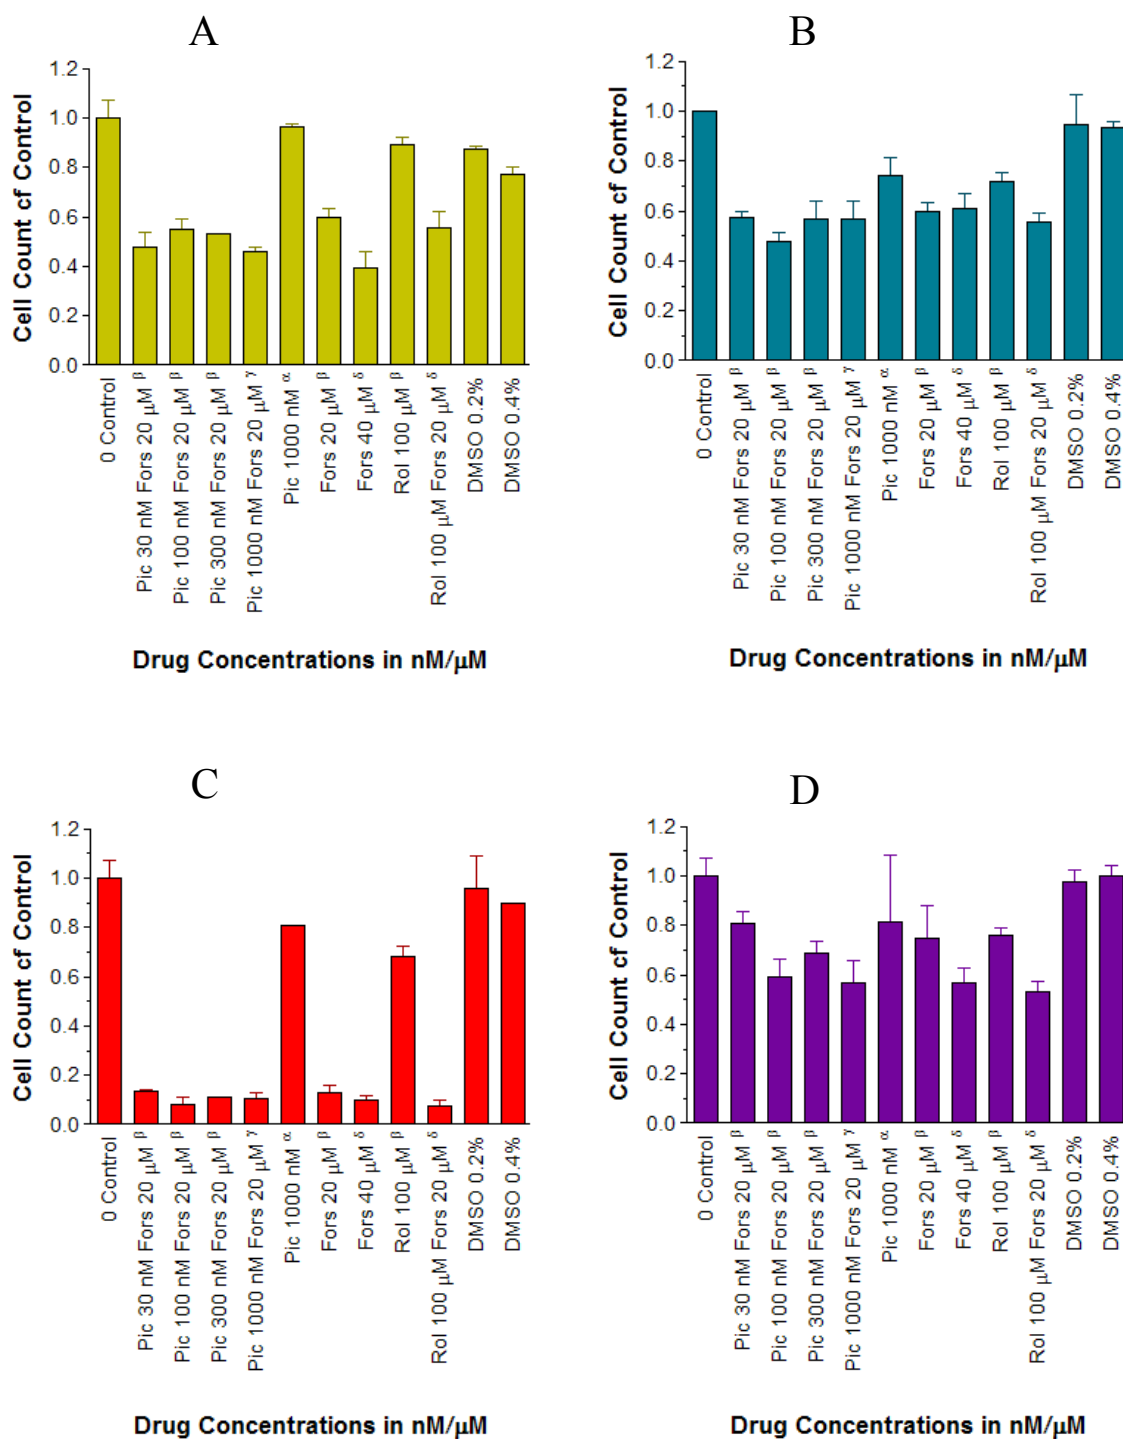 A
Cell Count cf Control
1.2
1.0
0.8
0.6
0.4
0.2
0.0
0 Control
Pic 30 nM Fors 20 μM β
Pic 100 nM Fors 20 μM β
Pic 300 nM Fors 20 μM β
Pic 1000 nM Fors 20 μM γ
Pic 1000 nM α
Fors 20 μM β
Fors 40 μM δ
Rol 100 μM β
Rol 100 μM Fors 20 μM δ
DMSO 0.2%
DMSO 0.4%
Drug Concentrations in nM/μM
B
Cell Count cf Control
1.2
1.0
0.8
0.6
0.4
0.2
0.0
0 Control
Pic 30 nM Fors 20 μM β
Pic 100 nM Fors 20 μM β
Pic 300 nM Fors 20 μM β
Pic 1000 nM Fors 20 μM γ
Pic 1000 nM α
Fors 20 μM β
Fors 40 μM δ
Rol 100 μM β
Rol 100 μM Fors 20 μM δ
DMSO 0.2%
DMSO 0.4%
Drug Concentrations in nM/μM
C
Cell Count cf Control
1.2
1.0
0.8
0.6
0.4
0.2
0.0
0 Control
Pic 30 nM Fors 20 μM β
Pic 100 nM Fors 20 μM β
Pic 300 nM Fors 20 μM β
Pic 1000 nM Fors 20 μM γ
Pic 1000 nM α
Fors 20 μM β
Fors 40 μM δ
Rol 100 μM β
Rol 100 μM Fors 20 μM δ
DMSO 0.2%
DMSO 0.4%
Drug Concentrations in nM/μM
D
Cell Count cf Control
1.2
1.0
0.8
0.6
0.4
0.2
0.0
0 Control
Pic 30 nM Fors 20 μM β
Pic 100 nM Fors 20 μM β
Pic 300 nM Fors 20 μM β
Pic 1000 nM Fors 20 μM γ
Pic 1000 nM α
Fors 20 μM β
Fors 40 μM δ
Rol 100 μM β
Rol 100 μM Fors 20 μM δ
DMSO 0.2%
DMSO 0.4%
Drug Concentrations in nM/μM